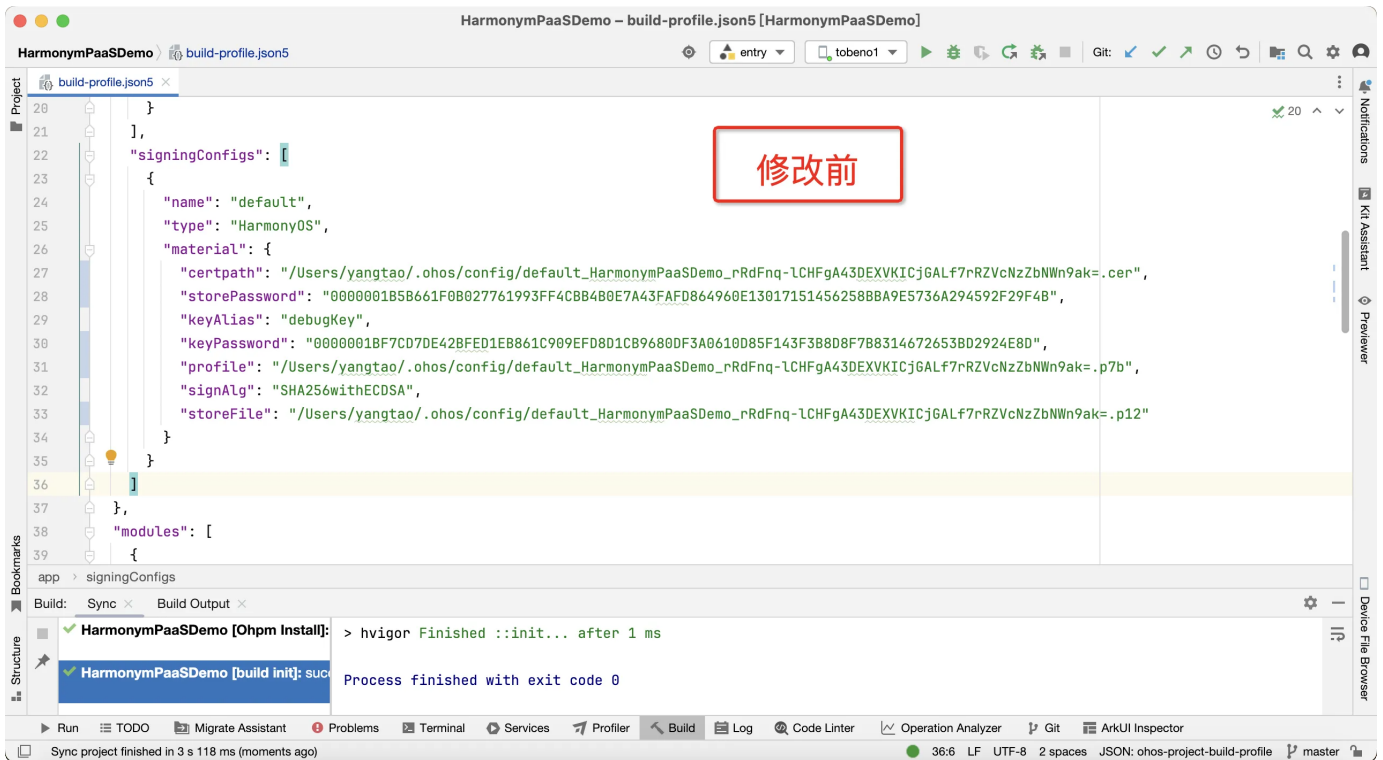 HarmonymPaaSDemo – build-profile.json5 [HarmonymPaaSDemo]
HarmonymPaaSDemo build-profile.json5 entry tobeno1 Git:
Project
build-profile.json5
20 }
21 ],
22 "signingConfigs": [
23 {
24 "name": "default",
25 "type": "HarmonyOS",
26 "material": {
27 "certpath": "/Users/yangtao/.ohos/config/default_HarmonymPaaSDemo_rRdFnq-lCHFgA43DEXVKICjGALf7rRZVcNzZbNWn9ak=.cer",
28 "storePassword": "0000001B5B661F0B027761993FF4CBB4B0E7A43FAFD864960E13017151456258BBA9E5736A294592F29F4B",
29 "keyAlias": "debugKey",
30 "keyPassword": "0000001BF7CD7DE42BFED1EB861C909EFD8D1CB9680DF3A0610D85F143F3B8D8F7B8314672653BD2924E8D",
31 "profile": "/Users/yangtao/.ohos/config/default_HarmonymPaaSDemo_rRdFnq-lCHFgA43DEXVKICjGALf7rRZVcNzZbNWn9ak=.p7b",
32 "signAlg": "SHA256withECDSA",
33 "storeFile": "/Users/yangtao/.ohos/config/default_HarmonymPaaSDemo_rRdFnq-lCHFgA43DEXVKICjGALf7rRZVcNzZbNWn9ak=.p12"
34 }
35 }
36 ]
37 },
38 "modules": [
39 {
修改前
20
Notifications
Kit Assistant
Previewer
Device File Browser
Bookmarks
Structure
app signingConfigs
Build: Sync Build Output
HarmonymPaaSDemo [Ohpm Install]:
HarmonymPaaSDemo [build init]: succ
> hvigor Finished ::init... after 1 ms
Process finished with exit code 0
Run TODO Migrate Assistant Problems Terminal Services Profiler Build Log Code Linter Operation Analyzer Git ArkUI Inspector
Sync project finished in 3 s 118 ms (moments ago) 36:6 LF UTF-8 2 spaces JSON: ohos-project-build-profile master